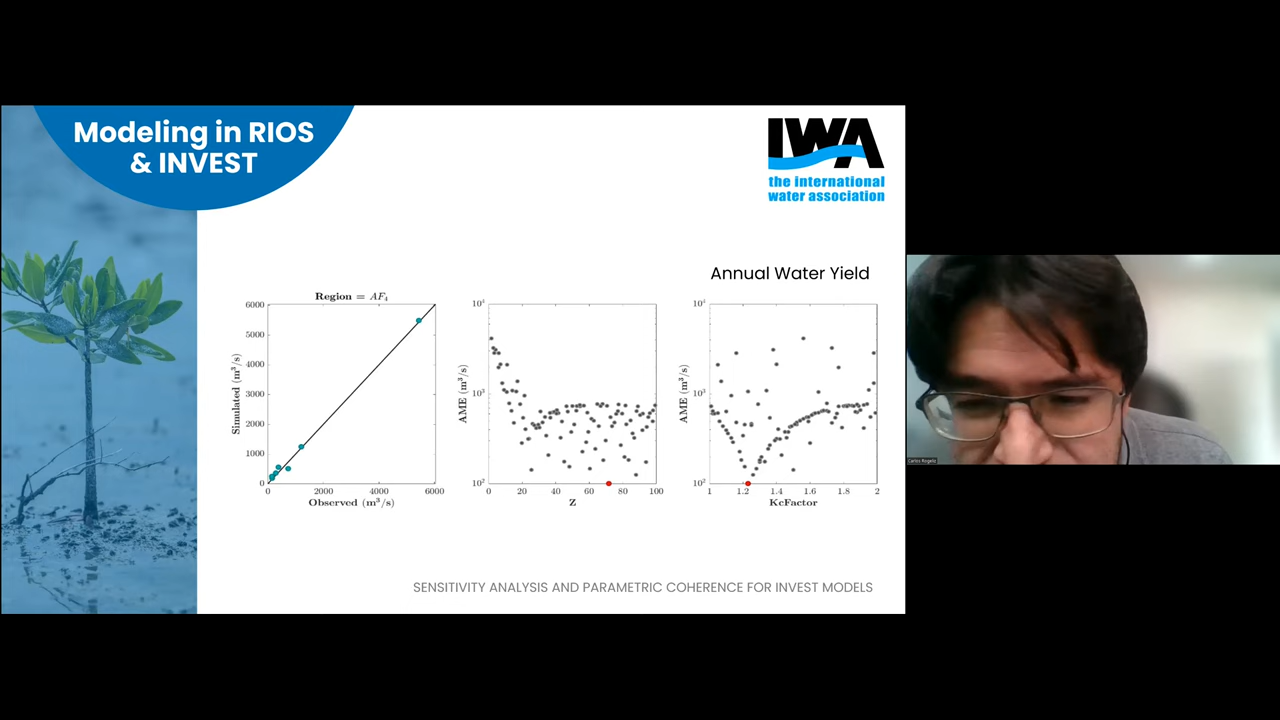 Modeling in RIOS
& INVEST
IWA
the international
water association
Annual Water Yield
Region = AF₄
6000
5000
4000
3000
2000
1000
0
Simulated (m³/s)
0 2000 4000 6000
Observed (m³/s)
10⁴
10³
10²
AME (m³/s)
0 20 40 60 80 100
Z
10⁴
10³
10²
AME (m³/s)
1 1.2 1.4 1.6 1.8 2
KcFactor
SENSITIVITY ANALYSIS AND PARAMETRIC COHERENCE FOR INVEST MODELS
Carlos Rogeliz